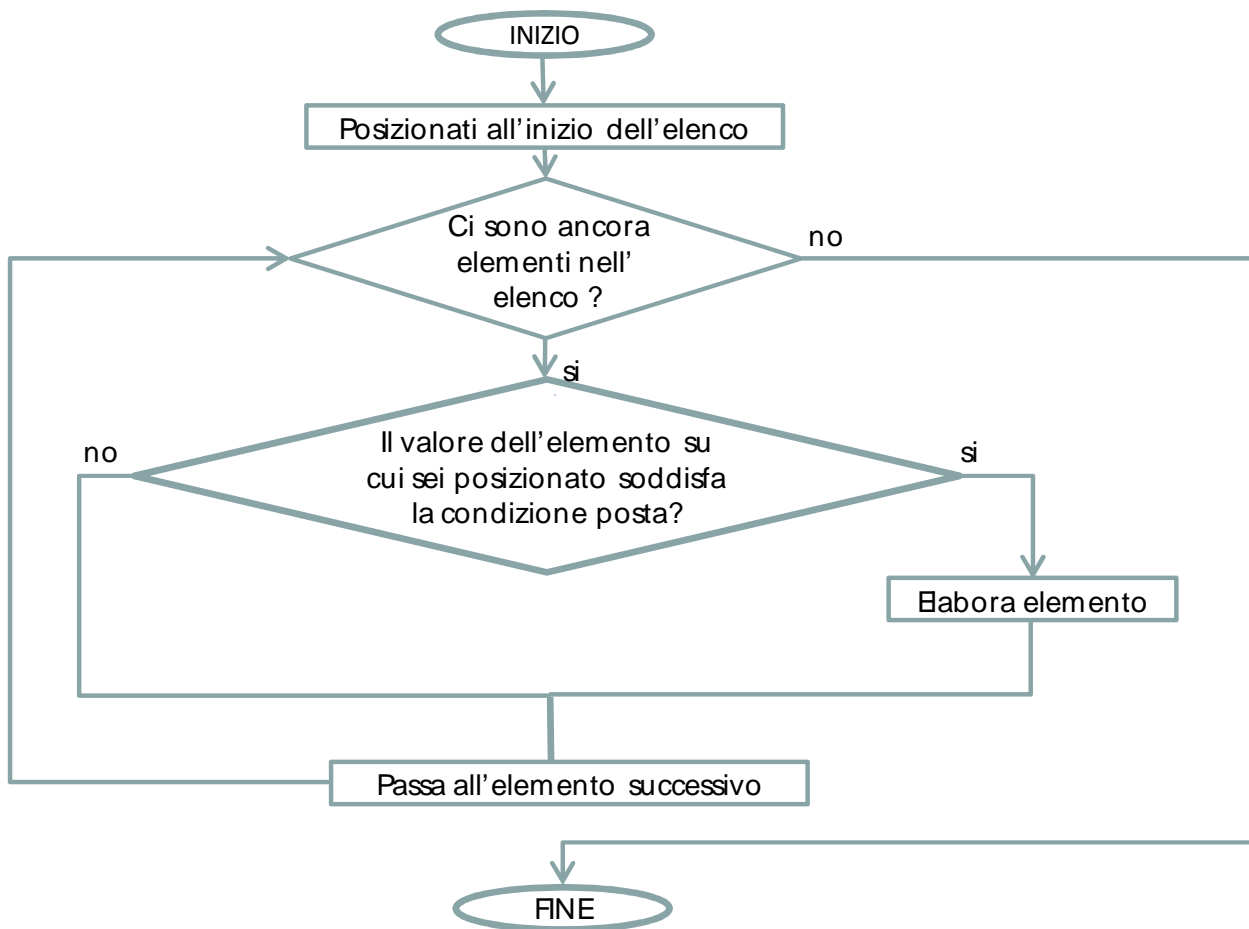 INIZIO
Posizionati all'inizio dell'elenco
Ci sono ancora
elementi nell'
elenco ?
no
si
no
Il valore dell'elemento su
cui sei posizionato soddisfa
la condizione posta?
si
Elabora elemento
Passa all'elemento successivo
FINE